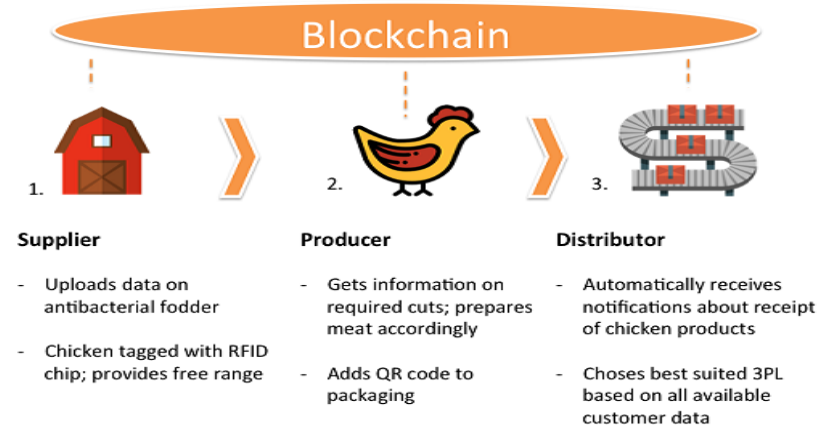 Blockchain
1.
2.
3.
Supplier
- Uploads data on
antibacterial fodder
- Chicken tagged with RFID
chip; provides free range
Producer
- Gets information on
required cuts; prepares
meat accordingly
- Adds QR code to
packaging
Distributor
- Automatically receives
notifications about receipt
of chicken products
- Choses best suited 3PL
based on all available
customer data